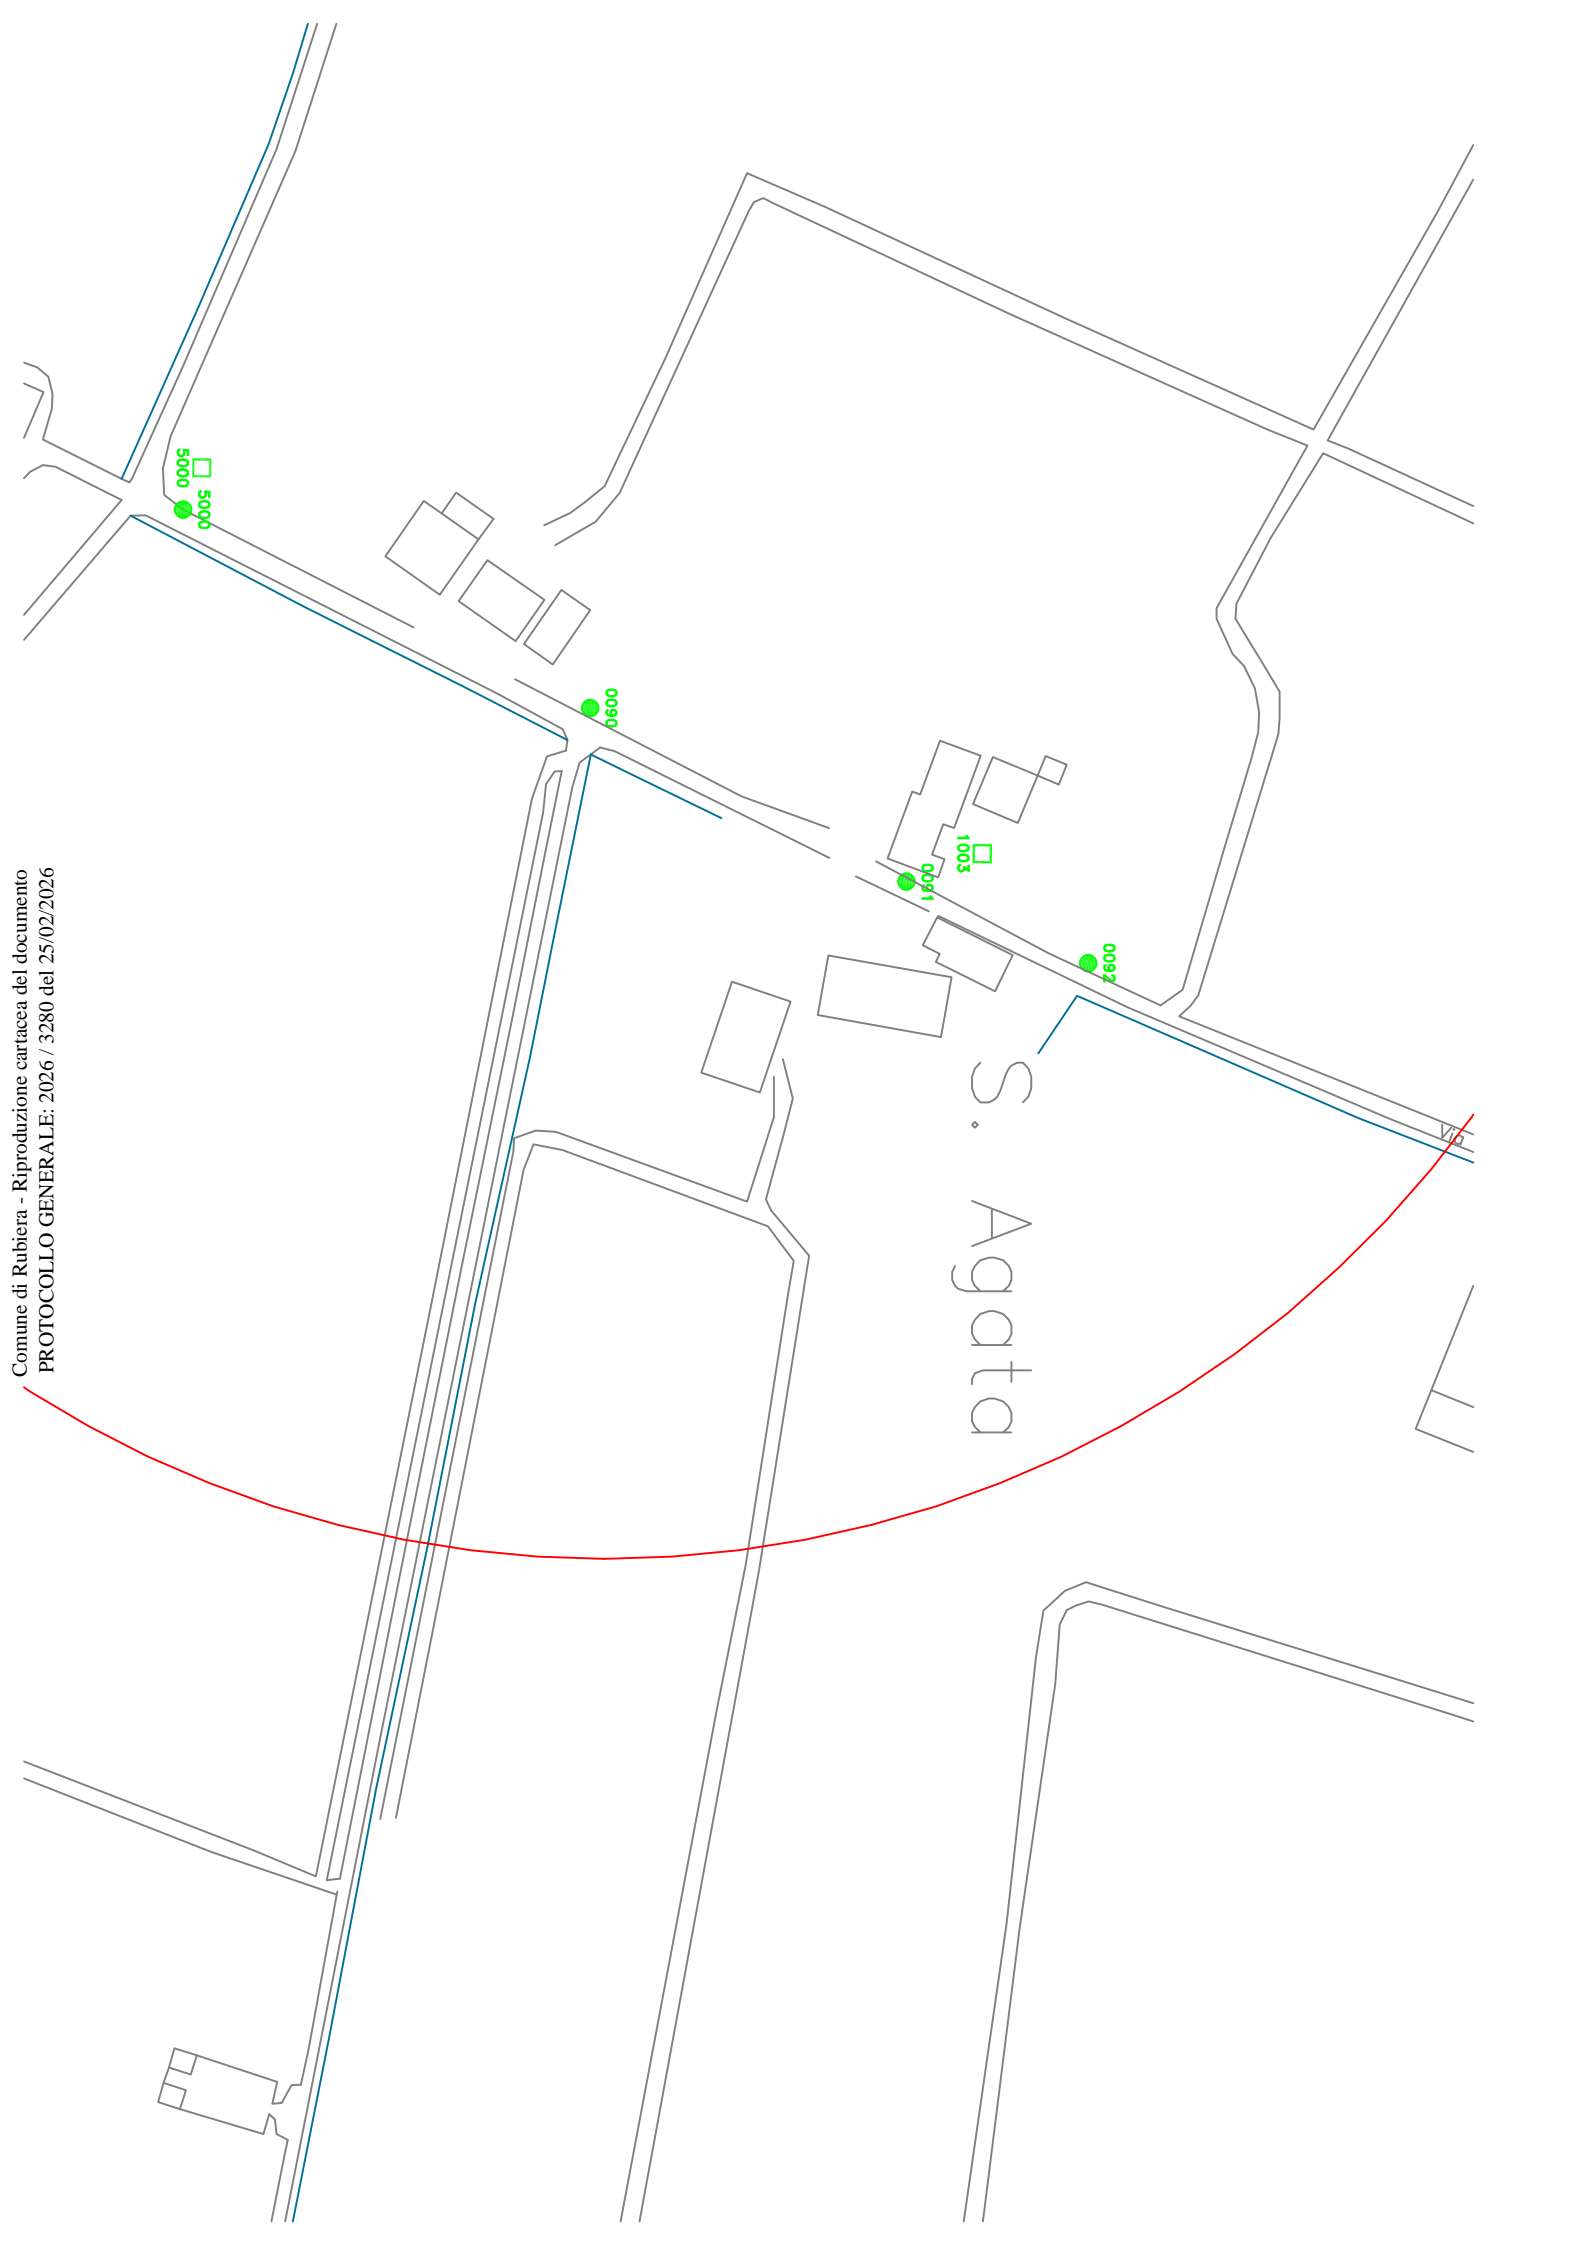 Comune di Rubiera - Riproduzione cartacea del documento
PROTOCOLLO GENERALE: 2026 / 3280 del 25/02/2026
5000
5000
0090
1003
0091
0092
Via
S. Agata